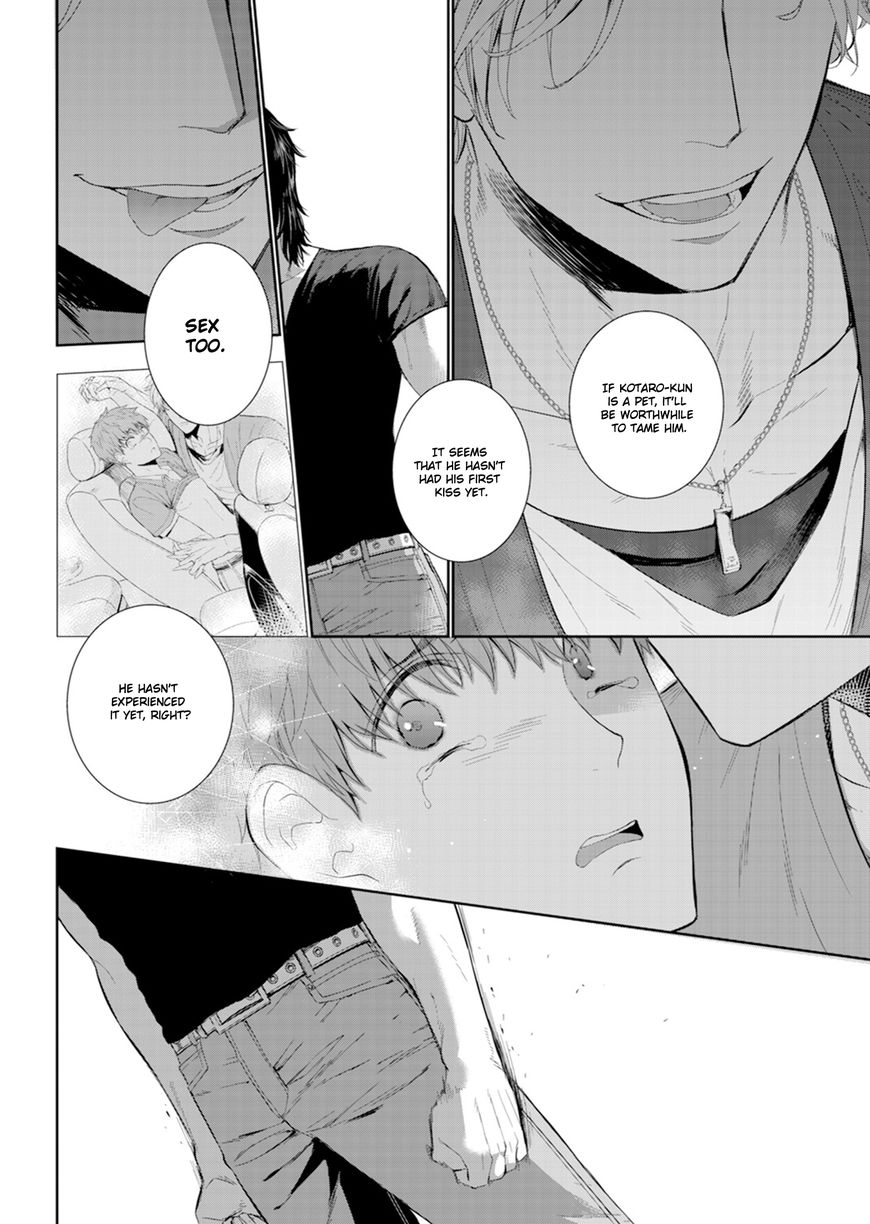 IF KOTARO-KUN
IS A PET, IT'LL
BE WORTHWHILE
TO TAME HIM.
IT SEEMS
THAT HE HASN'T
HAD HIS FIRST
KISS YET.
SEX
TOO.
HE HASN'T
EXPERIENCED
IT YET, RIGHT?